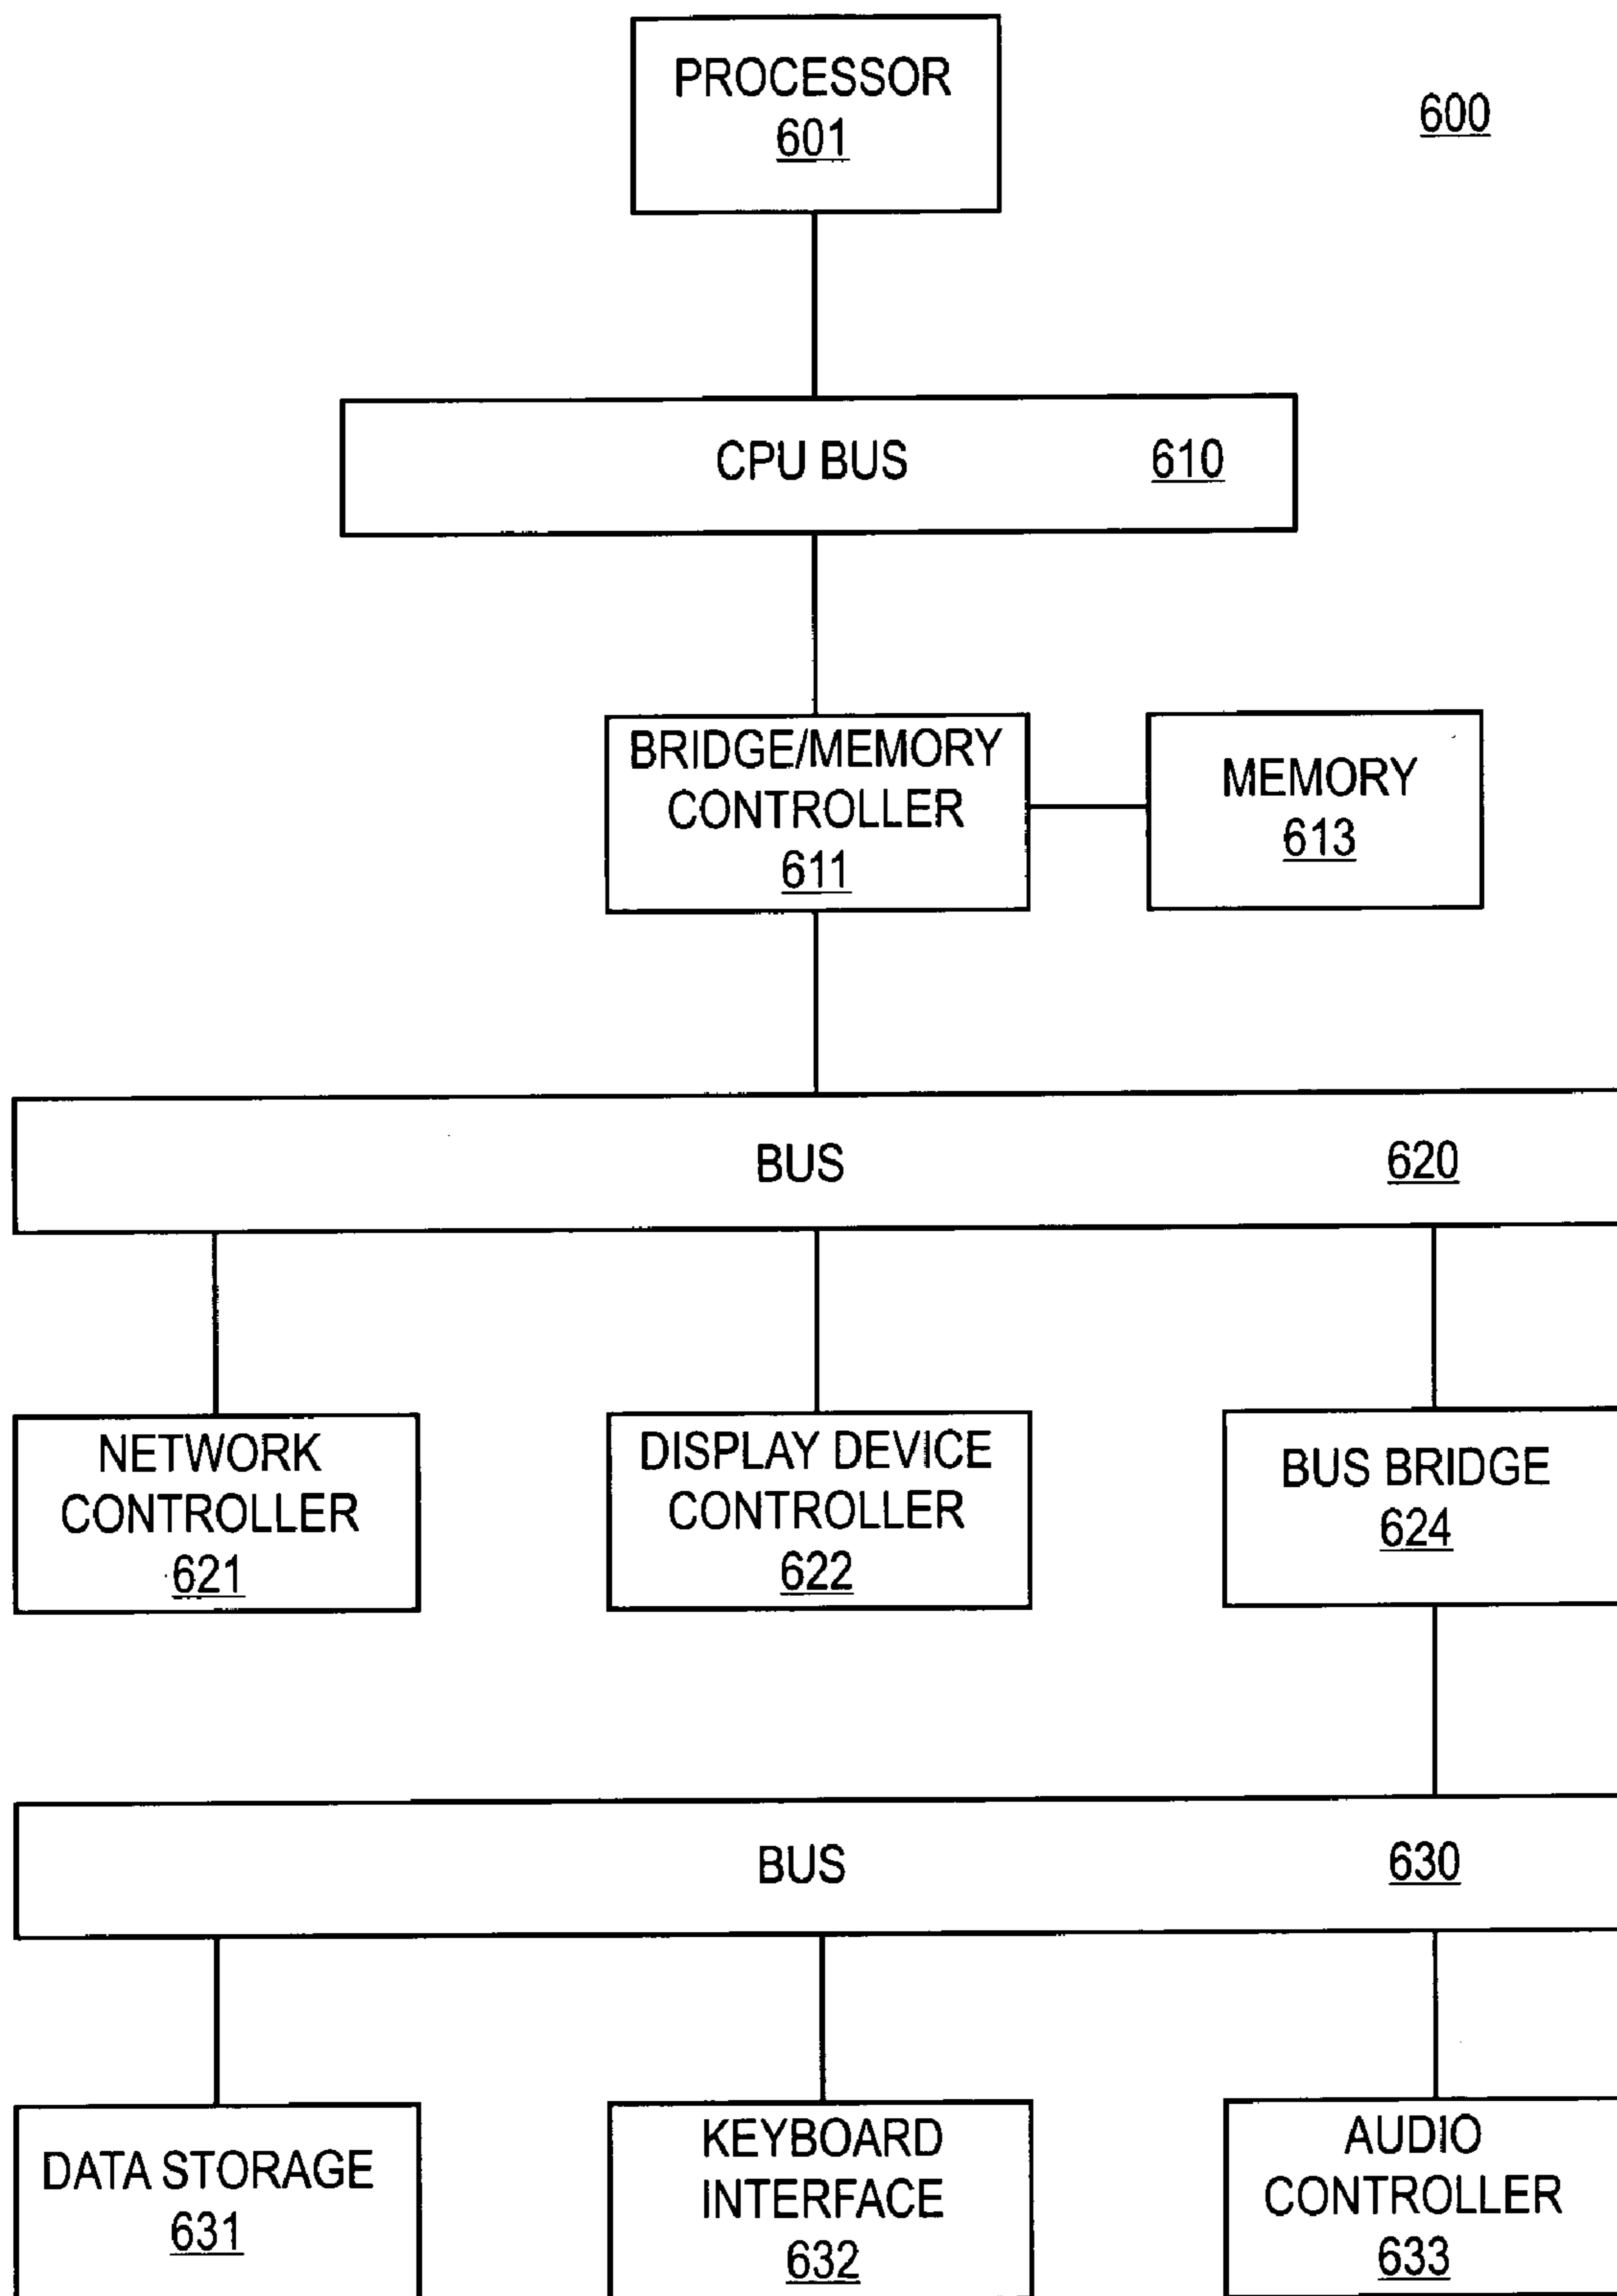 PROCESSOR
601
600
CPU BUS 610
BRIDGE/MEMORY
CONTROLLER
611
MEMORY
613
BUS 620
NETWORK
CONTROLLER
621
DISPLAY DEVICE
CONTROLLER
622
BUS BRIDGE
624
BUS 630
DATA STORAGE
631
KEYBOARD
INTERFACE
632
AUDIO
CONTROLLER
633